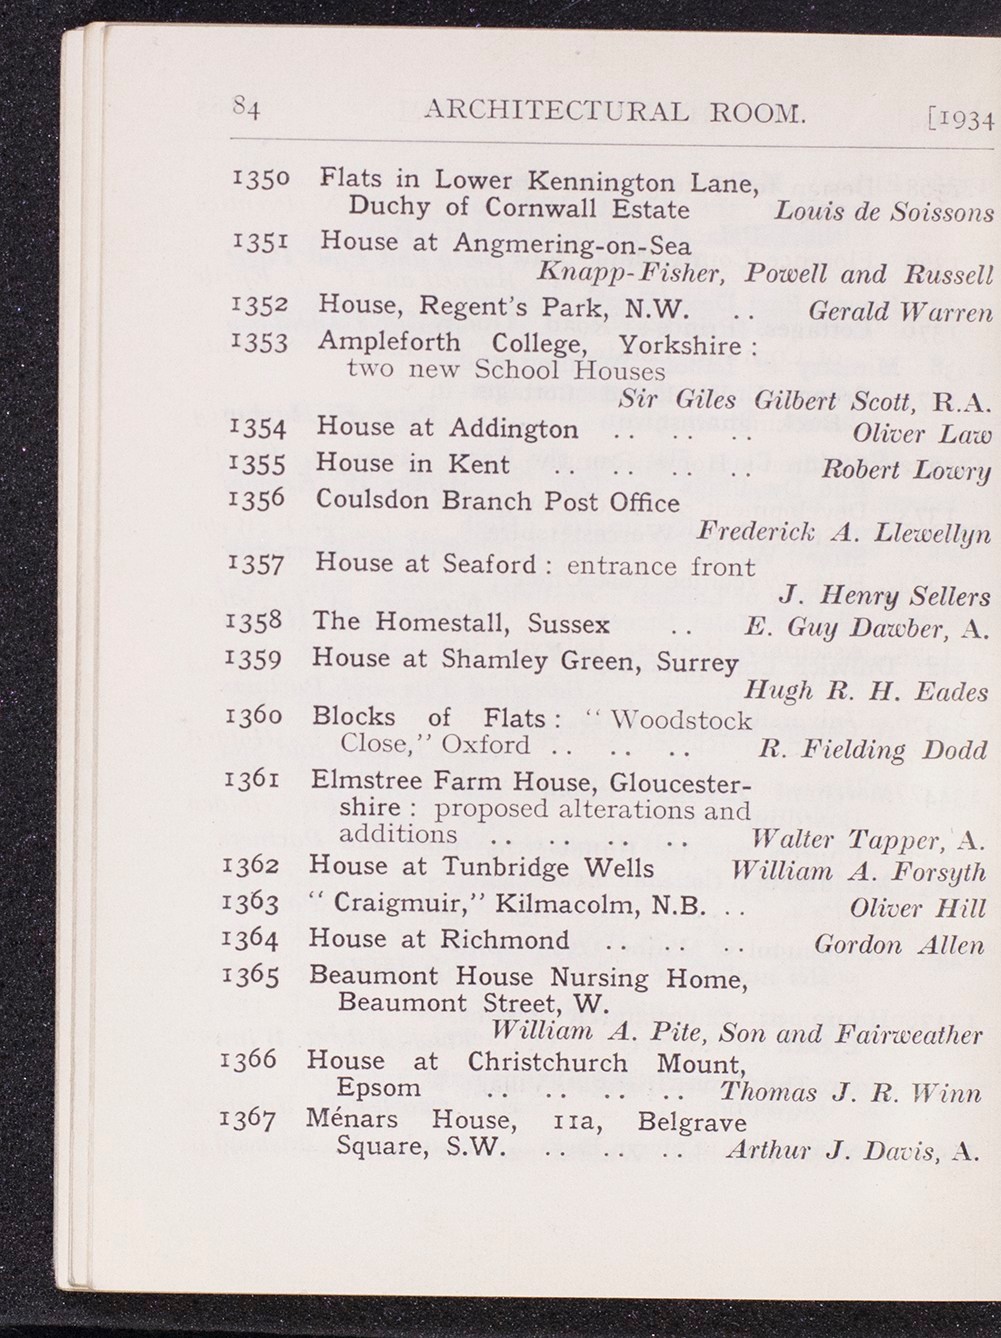 84 ARCHITECTURAL ROOM. [1934
1350 Flats in Lower Kennington Lane,
Duchy of Cornwall Estate Louis de Soissons
1351 House at Angmering-on-Sea
Knapp-Fisher, Powell and Russell
1352 House, Regent's Park, N.W. .. Gerald Warren
1353 Ampleforth College, Yorkshire :
two new School Houses
Sir Giles Gilbert Scott, R.A.
1354 House at Addington .. .. .. Oliver Law
1355 House in Kent .. .. .. .. Robert Lowry
1356 Coulsdon Branch Post Office
Frederick A. Llewellyn
1357 House at Seaford : entrance front
J. Henry Sellers
1358 The Homestall, Sussex .. E. Guy Dawber, A.
1359 House at Shamley Green, Surrey
Hugh R. H. Eades
1360 Blocks of Flats : “ Woodstock
Close,” Oxford .. .. .. R. Fielding Dodd
1361 Elmstree Farm House, Gloucester-
shire : proposed alterations and
additions .. .. .. .. Walter Tapper, A.
1362 House at Tunbridge Wells William A. Forsyth
1363 “ Craigmuir,” Kilmacolm, N.B. .. Oliver Hill
1364 House at Richmond .. .. .. Gordon Allen
1365 Beaumont House Nursing Home,
Beaumont Street, W.
William A. Pite, Son and Fairweather
1366 House at Christchurch Mount,
Epsom .. .. .. .. Thomas J. R. Winn
1367 Ménars House, 11a, Belgrave
Square, S.W. .. .. .. Arthur J. Davis, A.